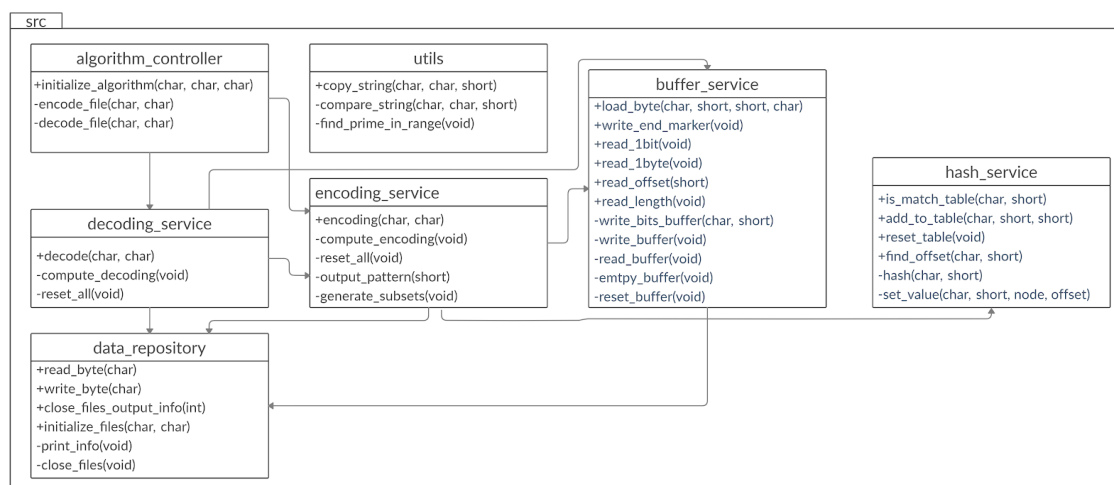 src
algorithm_controller
+initialize_algorithm(char, char, char)
-encode_file(char, char)
-decode_file(char, char)
utils
+copy_string(char, char, short)
-compare_string(char, char, short)
-find_prime_in_range(void)
buffer_service
+load_byte(char, short, short, char)
+write_end_marker(void)
+read_1bit(void)
+read_1byte(void)
+read_offset(short)
+read_length(void)
-write_bits_buffer(char, short)
-write_buffer(void)
-read_buffer(void)
-emtpy_buffer(void)
-reset_buffer(void)
hash_service
+is_match_table(char, short)
+add_to_table(char, short, short)
+reset_table(void)
+find_offset(char, short)
-hash(char, short)
-set_value(char, short, node, offset)
decoding_service
+decode(char, char)
-compute_decoding(void)
-reset_all(void)
encoding_service
+encoding(char, char)
-compute_encoding(void)
-reset_all(void)
-output_pattern(short)
-generate_subsets(void)
data_repository
+read_byte(char)
+write_byte(char)
+close_files_output_info(int)
+initialize_files(char, char)
-print_info(void)
-close_files(void)